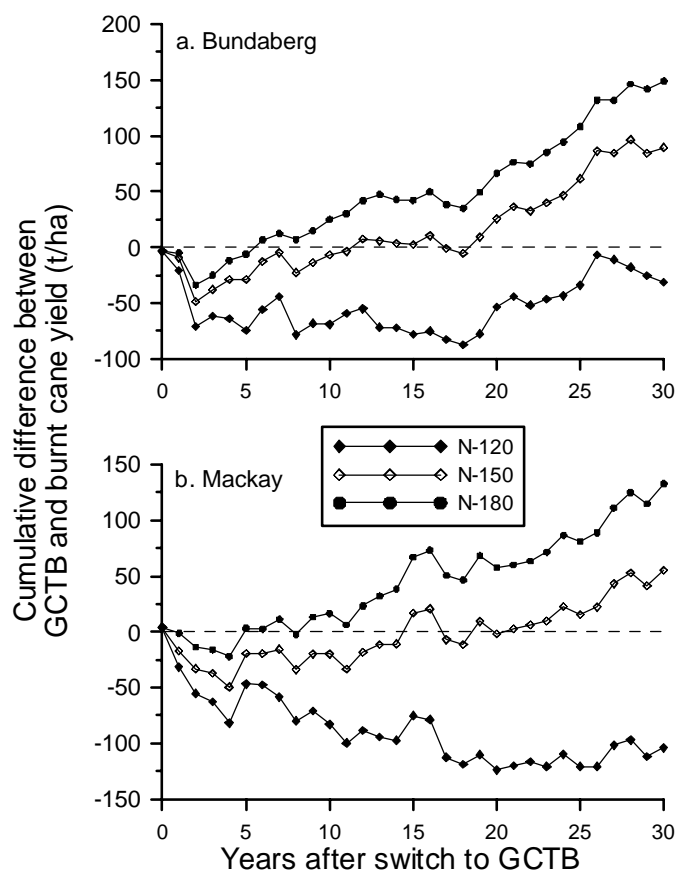 Cumulative difference between
GCTB and burnt cane yield (t/ha)
a. Bundaberg
200
150
100
50
0
-50
-100
0 5 10 15 20 25 30
N-120
N-150
N-180
b. Mackay
150
100
50
0
-50
-100
-150
0 5 10 15 20 25 30
Years after switch to GCTB